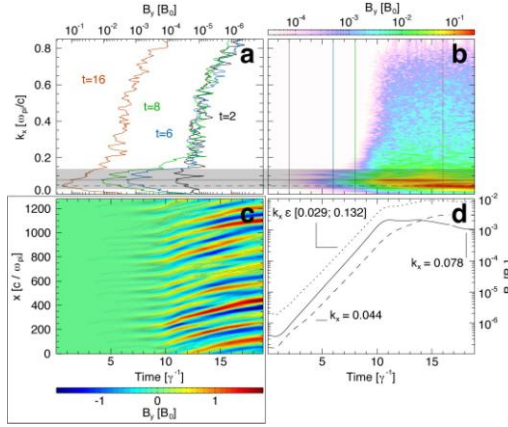 B_y [B_0]
10^-1 10^-2 10^-3 10^-4 10^-5 10^-6
B_y [B_0]
10^-4 10^-3 10^-2 10^-1
a
b
k_x [ω_pi/c]
0.8
0.6
0.4
0.2
0.0
t=16
t=8
t=6
t=2
c
d
x [c / ω_pi]
1200
1000
800
600
400
200
0
k_x ε [0.029; 0.132]
k_x = 0.078
k_x = 0.044
10^-2
10^-3
10^-4
10^-5
10^-6
5 10 15
5 10 15
Time [γ^-1]
Time [γ^-1]
-1 0 1
B_y [B_0]